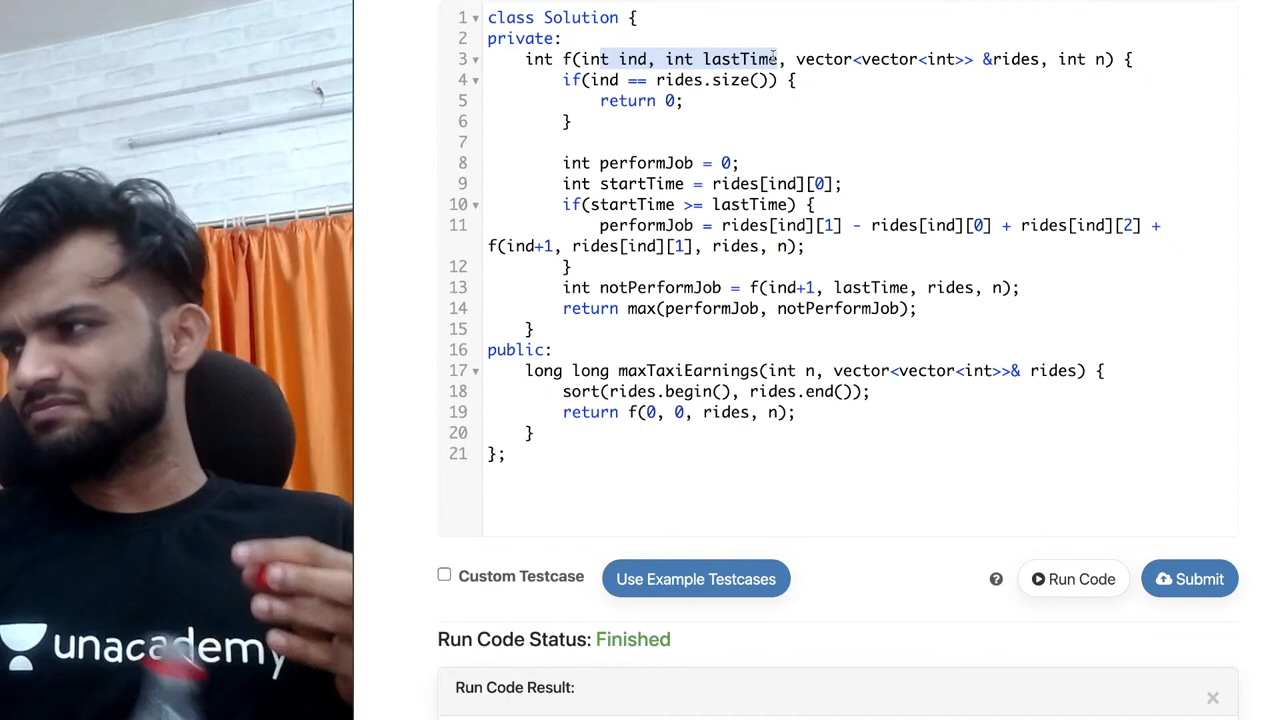 1 class Solution {
2 private:
3 int f(int ind, int lastTime, vector<vector<int>> &rides, int n) {
4 if(ind == rides.size()) {
5 return 0;
6 }
7
8 int performJob = 0;
9 int startTime = rides[ind][0];
10 if(startTime >= lastTime) {
11 performJob = rides[ind][1] - rides[ind][0] + rides[ind][2] +
f(ind+1, rides[ind][1], rides, n);
12 }
13 int notPerformJob = f(ind+1, lastTime, rides, n);
14 return max(performJob, notPerformJob);
15 }
16 public:
17 long long maxTaxiEarnings(int n, vector<vector<int>>& rides) {
18 sort(rides.begin(), rides.end());
19 return f(0, 0, rides, n);
20 }
21 };
Custom Testcase Use Example Testcases ? Run Code Submit
Run Code Status: Finished
Run Code Result: ×
unacademy